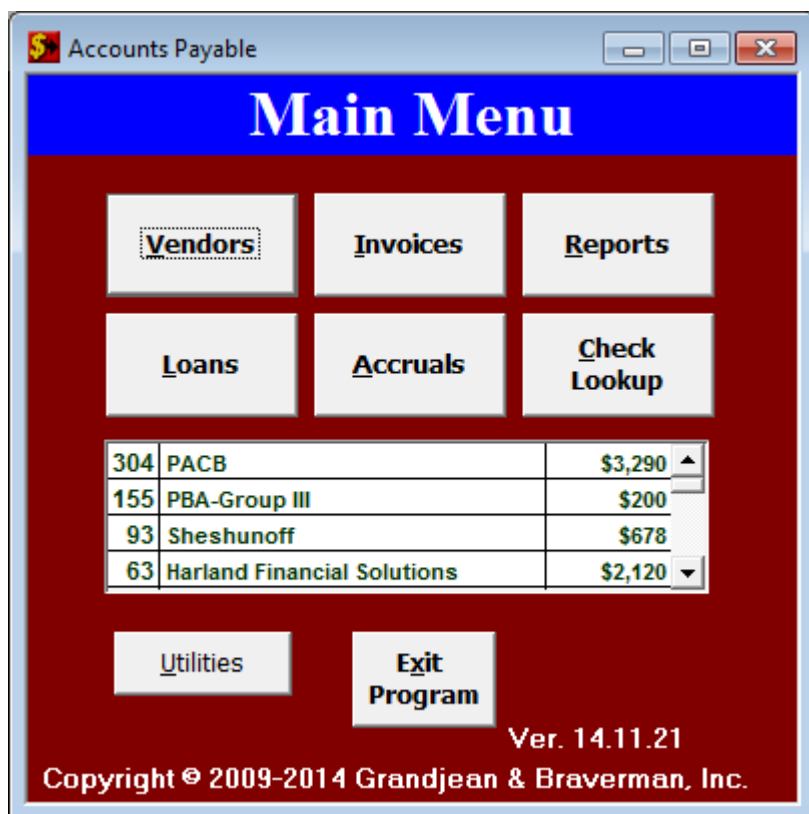 Accounts Payable
Main Menu
Vendors Invoices Reports
Loans Accruals Check Lookup
304 PACB $3,290
155 PBA-Group III $200
93 Sheshunoff $678
63 Harland Financial Solutions $2,120
Utilities Exit Program
Ver. 14.11.21
Copyright © 2009-2014 Grandjean & Braverman, Inc.